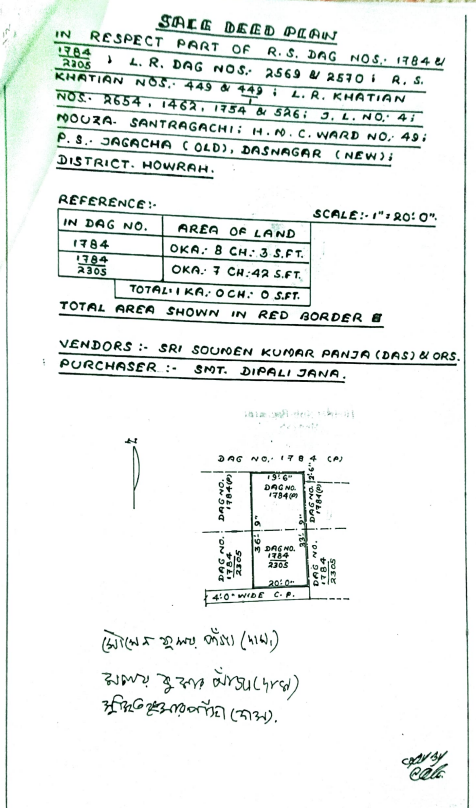 SALE DEED PLAN
IN RESPECT PART OF R.S. DAG NOS. 1784 &
1784/2305 ; L.R. DAG NOS. 2569 & 2570 ; R.S.
KHATIAN NOS. 449 & 449/1 ; L.R. KHATIAN
NOS. 2654, 1462, 1754 & 526 ; J.L. NO. 4 ;
MOUZA- SANTRAGACHI ; H.M.C. WARD NO. 49 ;
P.S.- JAGACHA (OLD), DASNAGAR (NEW) ;
DISTRICT- HOWRAH.
REFERENCE:-
SCALE:- 1"= 20'.0".
IN DAG NO. AREA OF LAND
1784 0KA.: 8 CH.: 3 S.FT.
1784/2305 0KA.: 7 CH.: 42 S.FT.
TOTAL: 1 KA.: 0 CH.: 0 S.FT.
TOTAL AREA SHOWN IN RED BORDER
VENDORS :- SRI SOUMEN KUMAR PANJA (DAS) & ORS.
PURCHASER :- SMT. DIPALI JANA.
N
DAG NO.- 1784 (P)
19'.6"
2'.6"
DAG NO. 1784(P)
DAG NO. 1784(P)
DAG NO. 1784(P)
36'.9"
33'.9"
DAG NO. 1784/2305
DAG NO. 1784/2305
DAG NO. 1784/2305
20'.0"
4'.0" WIDE C.P.
সৌমেন কুমার পাঁজা (দাস)
মলয় কুমার পাঁজা (দাস)
কুমার পাঁজা (দাস).
COPY BY